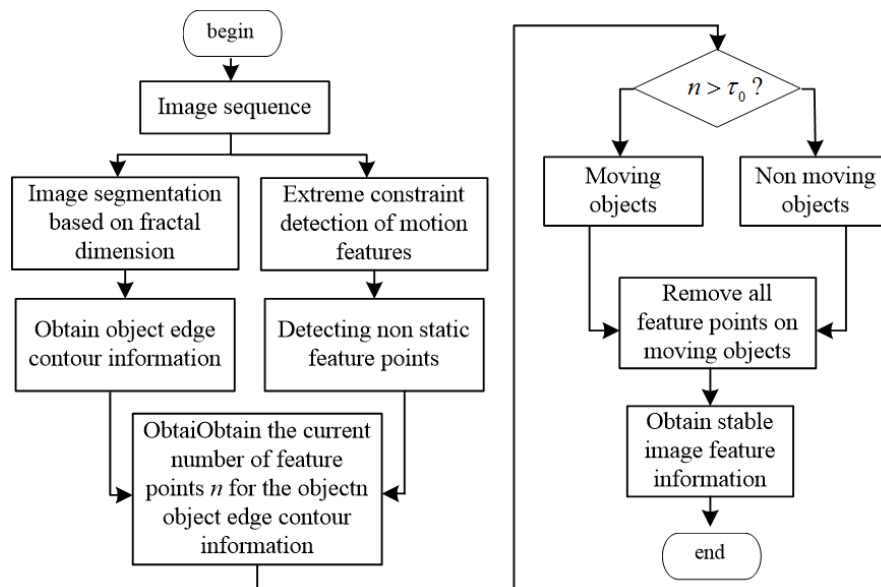 begin
Image sequence
Image segmentation
based on fractal
dimension
Extreme constraint
detection of motion
features
Obtain object edge
contour information
Detecting non static
feature points
ObtaiObtain the current
number of feature
points n for the objectn
object edge contour
information
n > τ₀ ?
Moving
objects
Non moving
objects
Remove all
feature points on
moving objects
Obtain stable
image feature
information
end